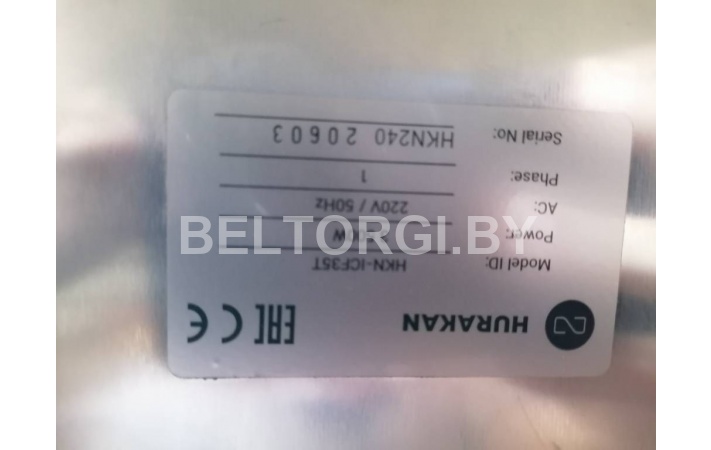 HURAKAN EAC CE
Model ID: HKN-ICF35T
Power: W
AC: 220V / 50Hz
Phase: 1
Serial No: HKN240 20603
BELTORGI.BY